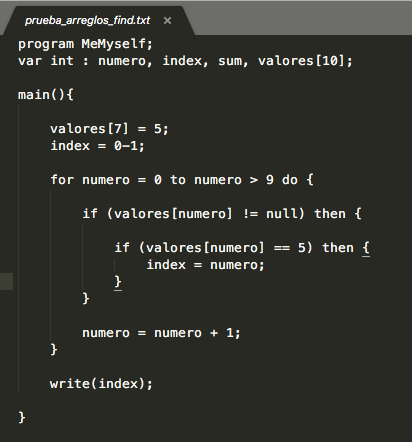 prueba_arreglos_find.txt ×
program MeMyself;
var int : numero, index, sum, valores[10];
main(){
valores[7] = 5;
index = 0-1;
for numero = 0 to numero > 9 do {
if (valores[numero] != null) then {
if (valores[numero] == 5) then {
index = numero;
}
}
numero = numero + 1;
}
write(index);
}